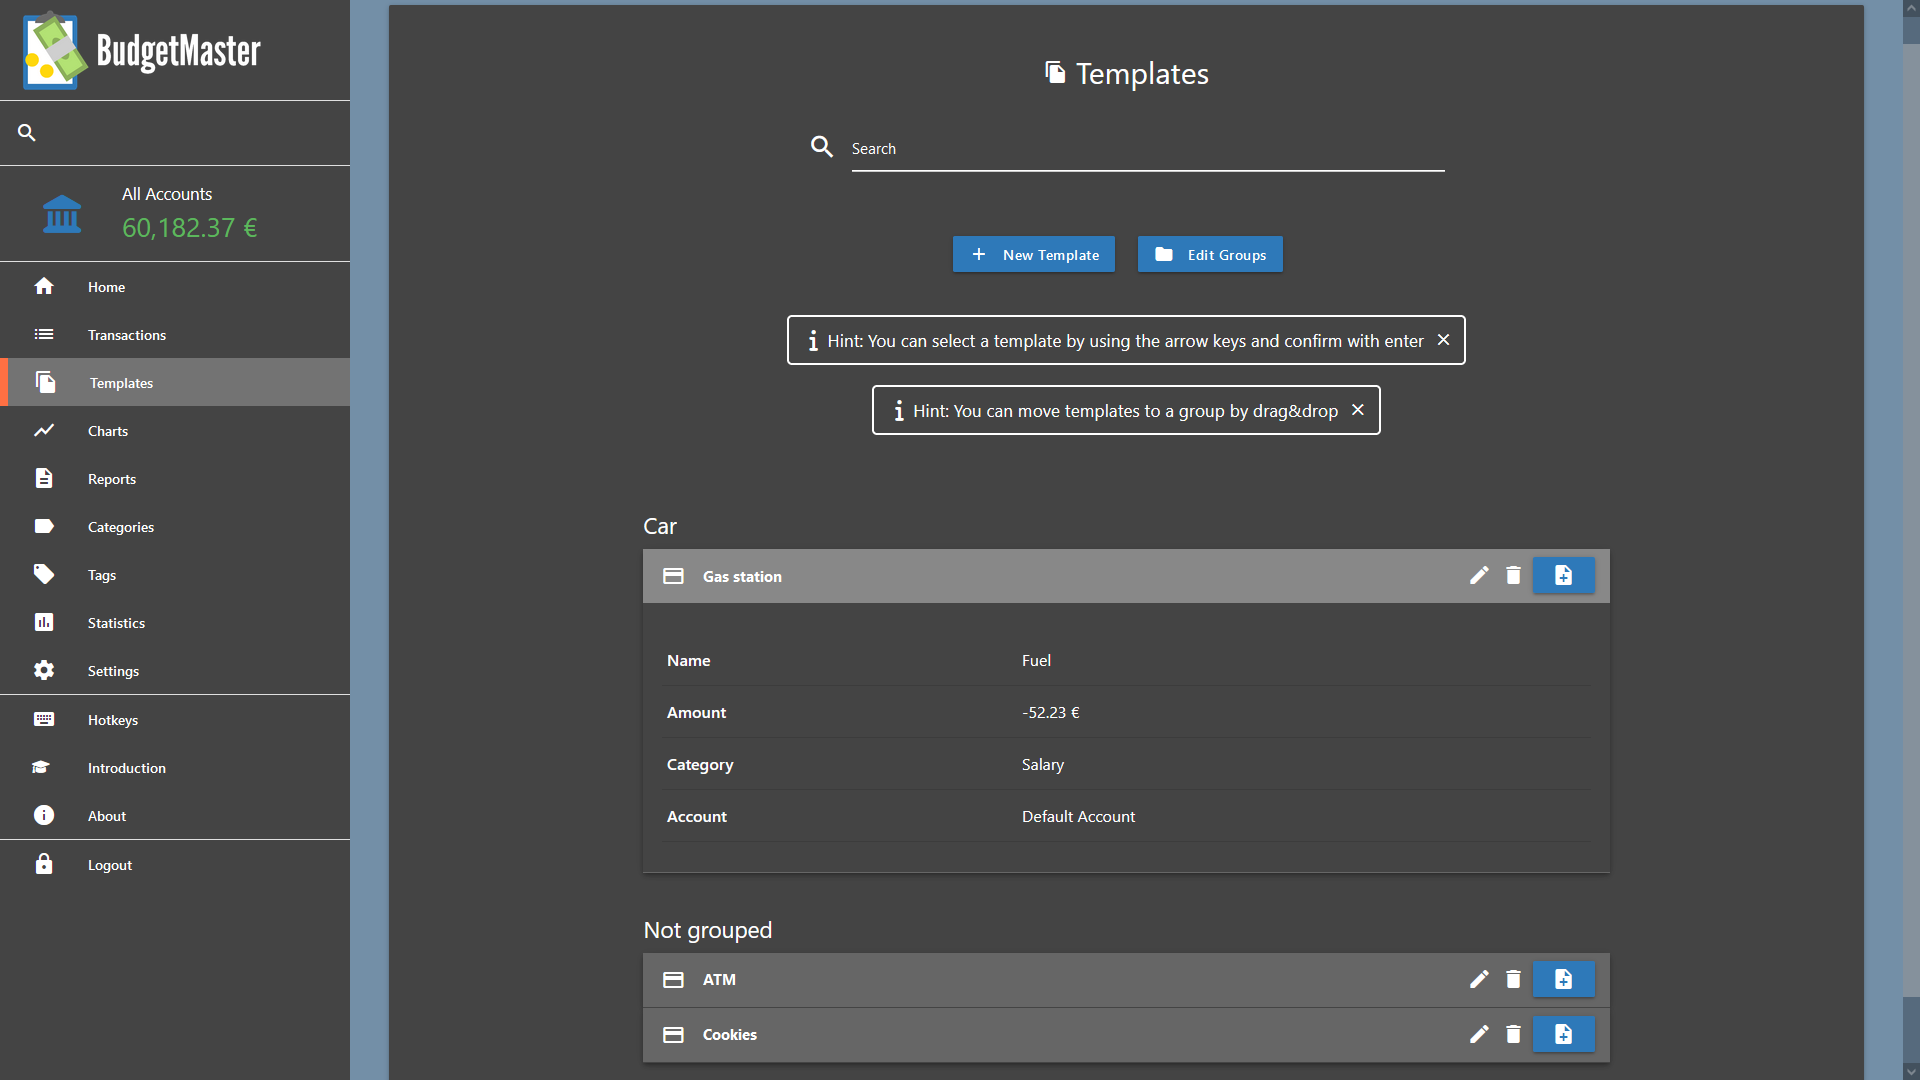 BudgetMaster
All Accounts
60,182.37 €
Home
Transactions
Templates
Charts
Reports
Categories
Tags
Statistics
Settings
Hotkeys
Introduction
About
Logout
Templates
Search
New Template
Edit Groups
Hint: You can select a template by using the arrow keys and confirm with enter
Hint: You can move templates to a group by drag&drop
Car
Gas station
Name Fuel
Amount -52.23 €
Category Salary
Account Default Account
Not grouped
ATM
Cookies